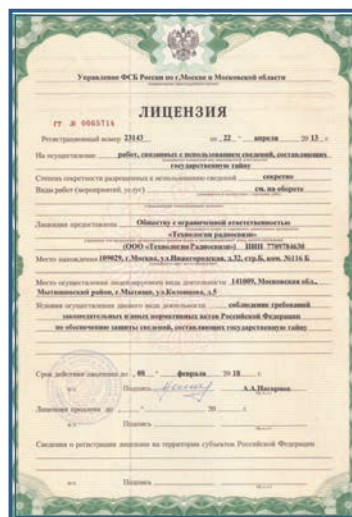 Управление ФСБ России по г.Москве и Московской области
ЛИЦЕНЗИЯ
ГТ № 0065714
Регистрационный номер 23143 от „ 22 " апреля 20 13 г.
На осуществление работ, связанных с использованием сведений, составляющих
государственную тайну
Степень секретности разрешенных к использованию сведений секретно
Виды работ (мероприятий, услуг) см. на обороте
Лицензия предоставлена Обществу с ограниченной ответственностью
«Технологии радиосвязи»
(ООО «Технологии Радиосвязи») ИНН 7709784630
Место нахождения 109029, г.Москва, ул.Нижегородская, д.32, стр.Б, ком. №116 Б
Место осуществления лицензируемого вида деятельности 141009, Московская обл.,
Мытищинский район, г.Мытищи, ул.Колонцова, д.5
Условия осуществления данного вида деятельности соблюдение требований
законодательных и иных нормативных актов Российской Федерации
по обеспечению защиты сведений, составляющих государственную тайну
Срок действия лицензии до „ 08 " февраля 20 18 г.
м.п. Подпись А.А.
Лицензия продлена до „ " 20 г.
м.п. Подпись
Сведения о регистрации лицензии на территории субъектов Российской Федерации
м.п. Подпись